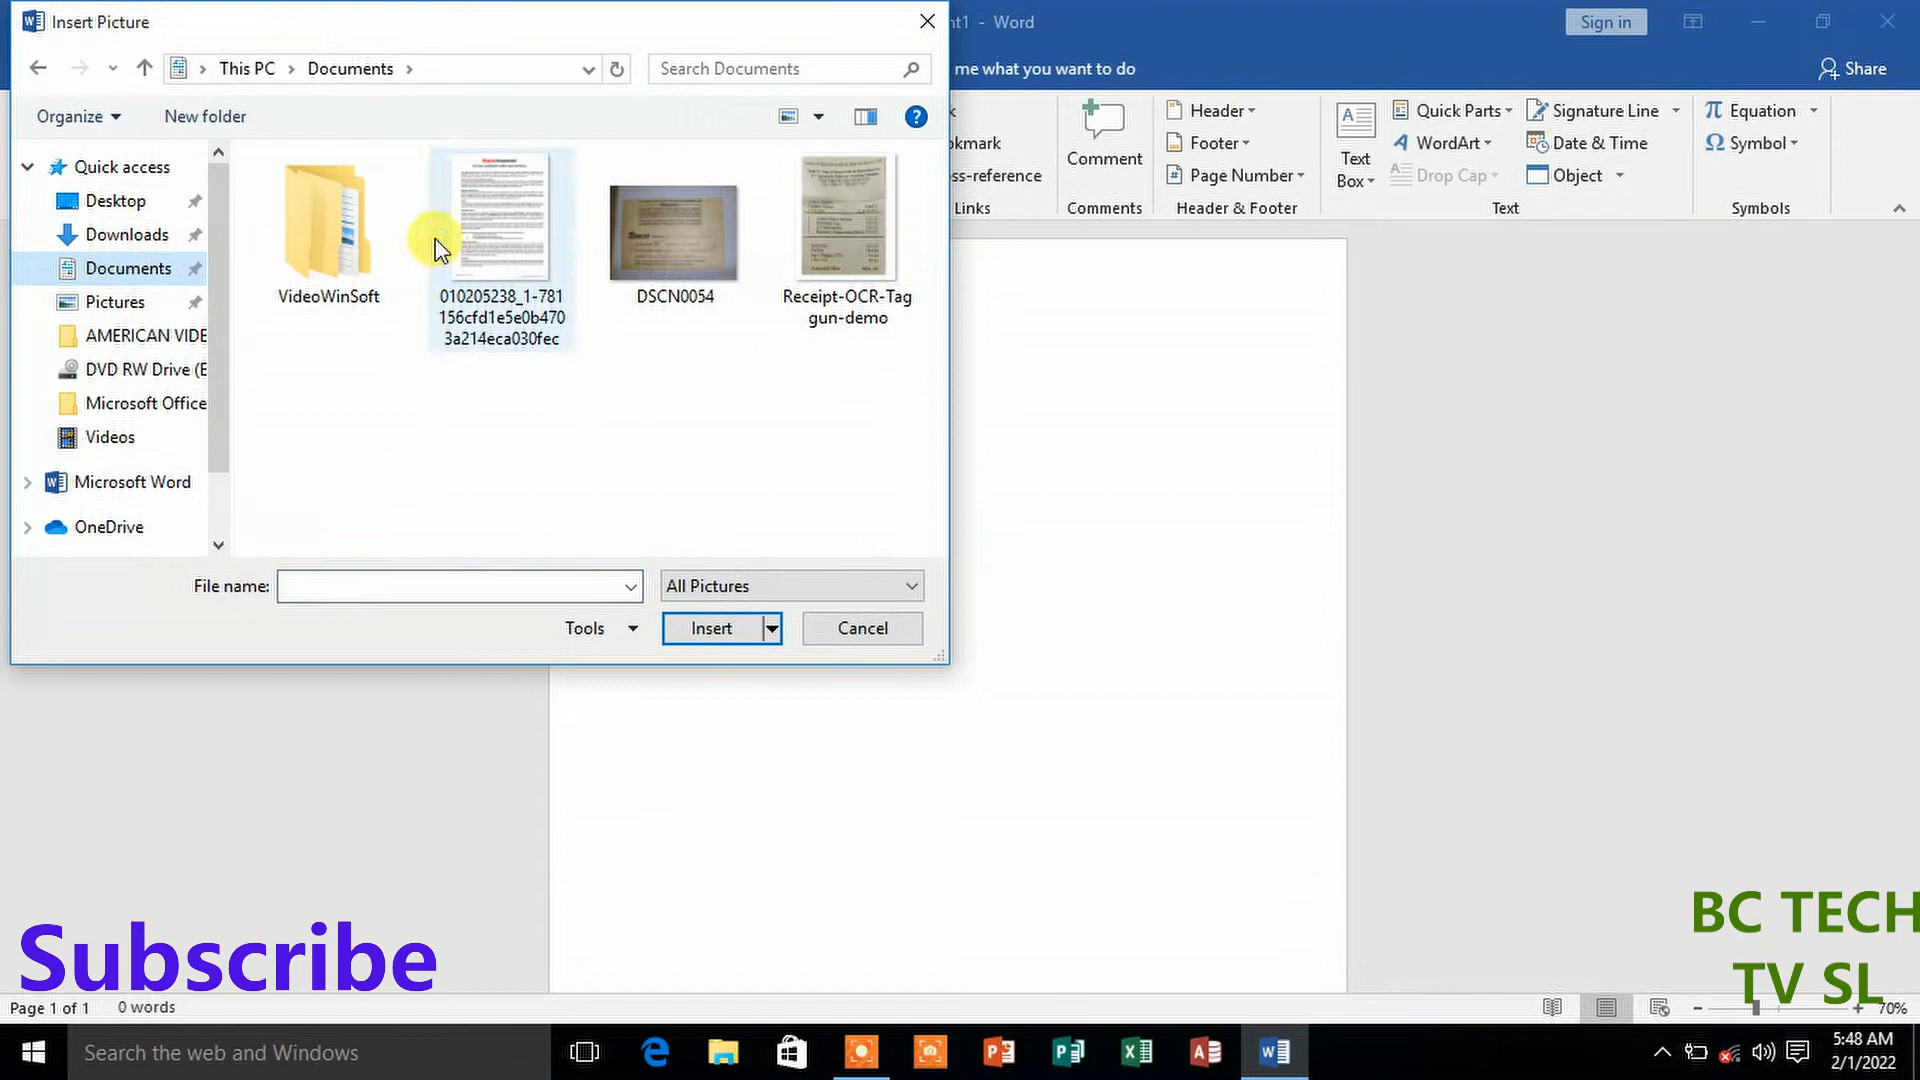 Insert Picture
nt1 - Word
Sign in
This PC
Documents
Search Documents
me what you want to do
Share
Organize
New folder
k
Comment
Header
Text Box
Quick Parts
Signature Line
Equation
okmark
Footer
WordArt
Date & Time
Symbol
ss-reference
Page Number
Drop Cap
Object
Links
Comments
Header & Footer
Text
Symbols
Quick access
Desktop
Downloads
Documents
Pictures
AMERICAN VIDE
DVD RW Drive (E
Microsoft Office
Videos
Microsoft Word
OneDrive
VideoWinSoft
010205238_1-781
156cfd1e5e0b470
3a214eca030fec
DSCN0054
Receipt-OCR-Tag
gun-demo
File name:
All Pictures
Tools
Insert
Cancel
BC TECH
TV SL
Subscribe
Page 1 of 1
0 words
70%
Search the web and Windows
5:48 AM
2/1/2022